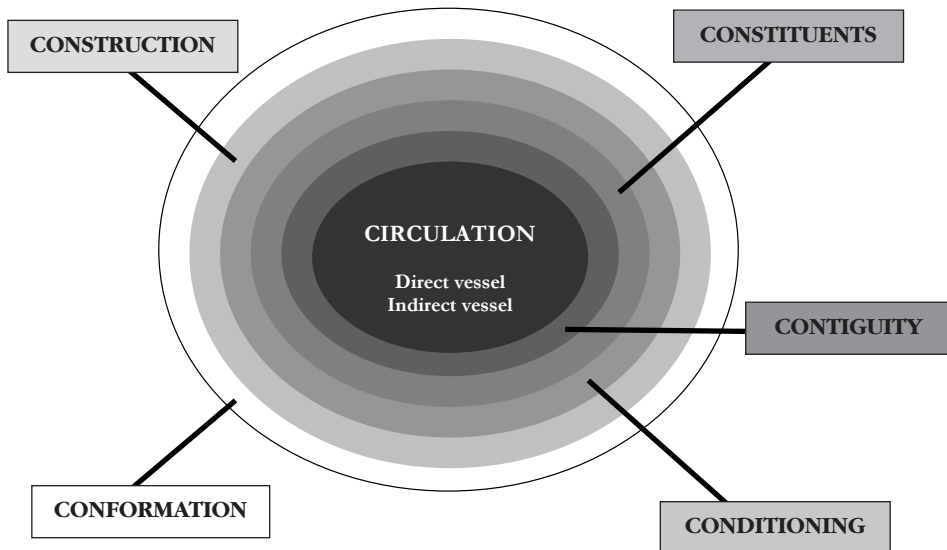 CONSTRUCTION
CONSTITUENTS
CIRCULATION
Direct vessel
Indirect vessel
CONTIGUITY
CONFORMATION
CONDITIONING